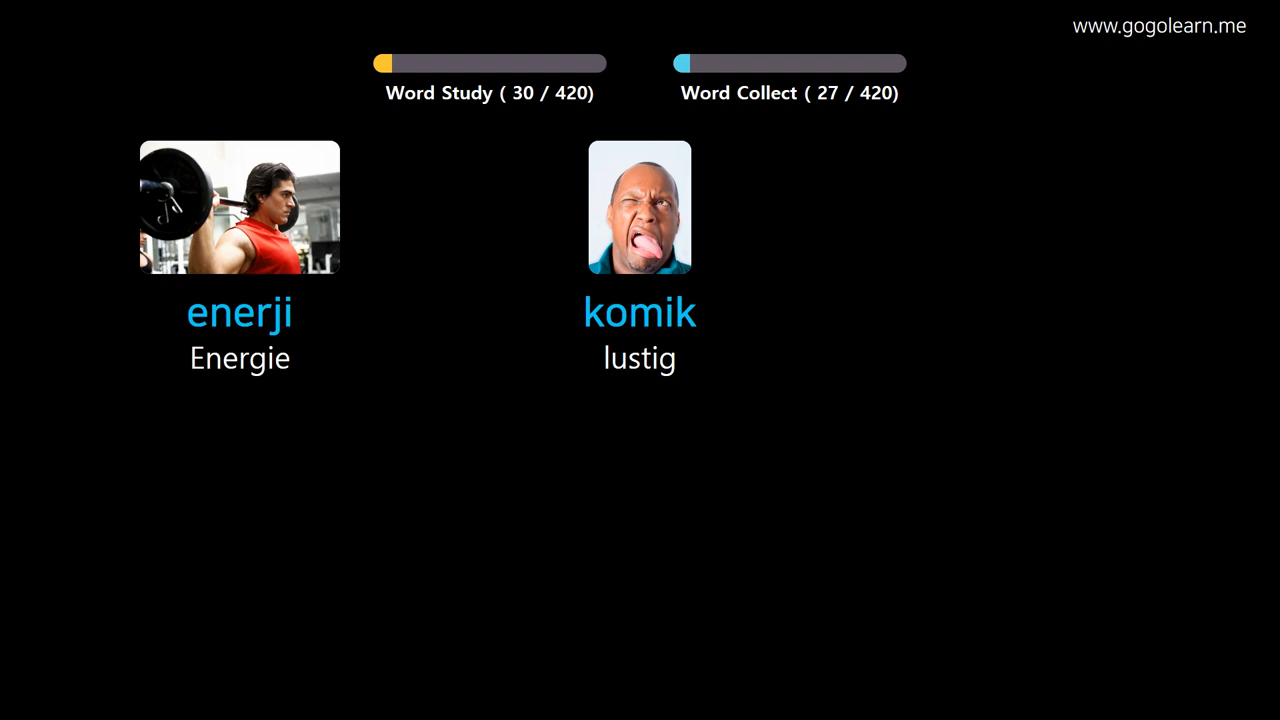 www.gogolearn.me
Word Study ( 30 / 420)
Word Collect ( 27 / 420)
enerji
Energie
komik
lustig